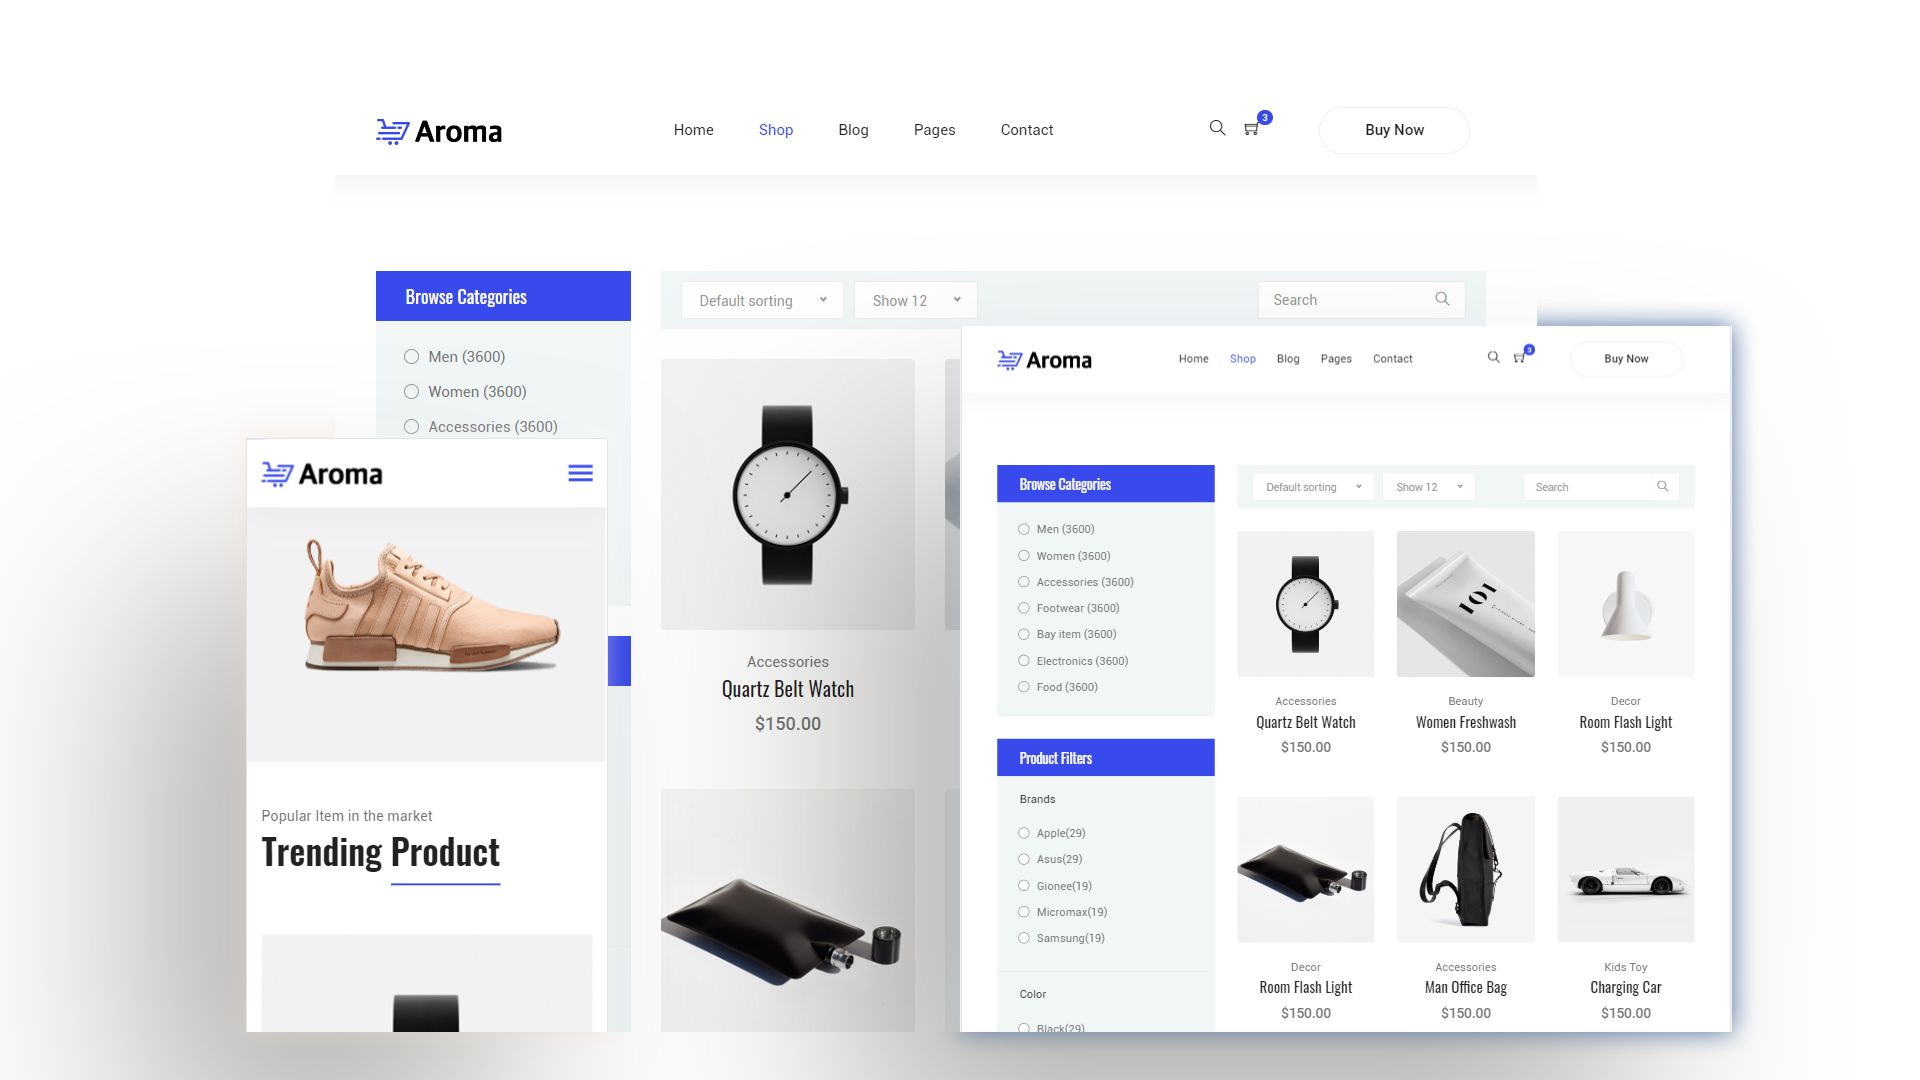 Aroma
Home Shop Blog Pages Contact
3
Buy Now
Browse Categories
Men (3600)
Women (3600)
Accessories (3600)
Default sorting
Show 12
Search
Accessories
Quartz Belt Watch
$150.00
Aroma
Popular Item in the market
Trending Product
Aroma
Home Shop Blog Pages Contact
3
Buy Now
Browse Categories
Men (3600)
Women (3600)
Accessories (3600)
Footwear (3600)
Bay item (3600)
Electronics (3600)
Food (3600)
Product Filters
Brands
Apple(29)
Asus(29)
Gionee(19)
Micromax(19)
Samsung(19)
Color
Black(29)
Default sorting
Show 12
Search
Accessories
Quartz Belt Watch
$150.00
Beauty
Women Freshwash
$150.00
Decor
Room Flash Light
$150.00
Decor
Room Flash Light
$150.00
Accessories
Man Office Bag
$150.00
Kids Toy
Charging Car
$150.00